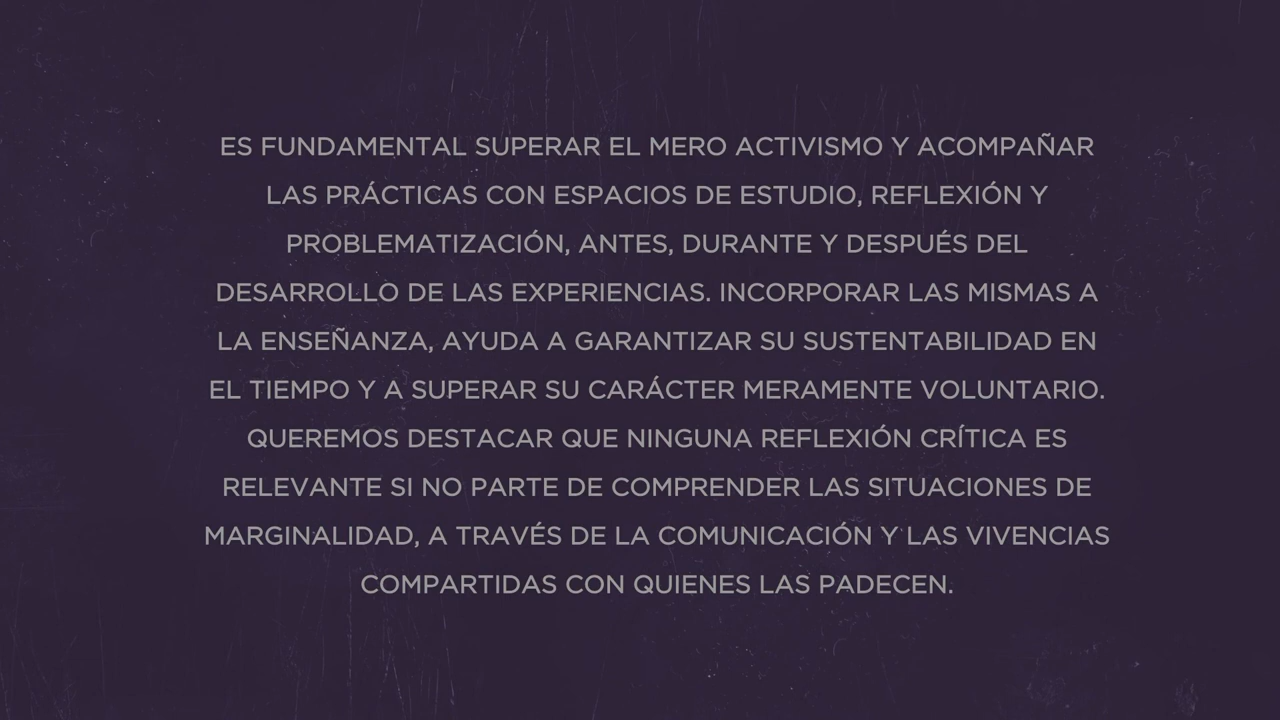 ES FUNDAMENTAL SUPERAR EL MERO ACTIVISMO Y ACOMPAÑAR
LAS PRÁCTICAS CON ESPACIOS DE ESTUDIO, REFLEXIÓN Y
PROBLEMATIZACIÓN, ANTES, DURANTE Y DESPUÉS DEL
DESARROLLO DE LAS EXPERIENCIAS. INCORPORAR LAS MISMAS A
LA ENSEÑANZA, AYUDA A GARANTIZAR SU SUSTENTABILIDAD EN
EL TIEMPO Y A SUPERAR SU CARÁCTER MERAMENTE VOLUNTARIO.
QUEREMOS DESTACAR QUE NINGUNA REFLEXIÓN CRÍTICA ES
RELEVANTE SI NO PARTE DE COMPRENDER LAS SITUACIONES DE
MARGINALIDAD, A TRAVÉS DE LA COMUNICACIÓN Y LAS VIVENCIAS
COMPARTIDAS CON QUIENES LAS PADECEN.